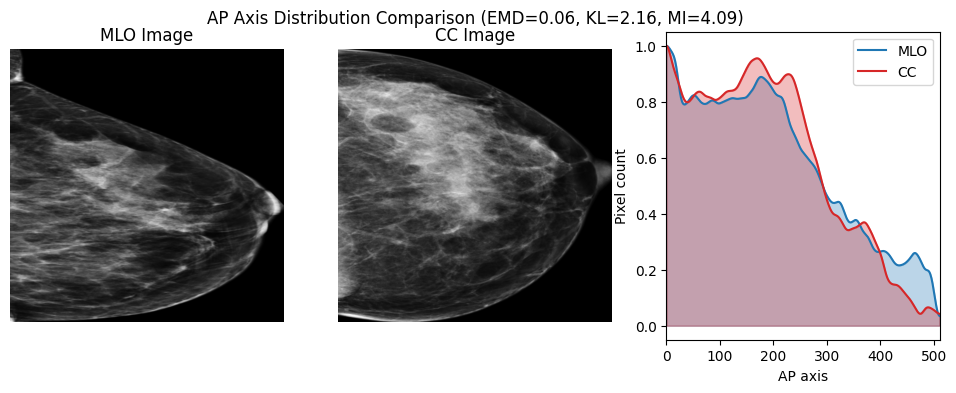 AP Axis Distribution Comparison (EMD=0.06, KL=2.16, MI=4.09)
MLO Image
CC Image
MLO
CC
Pixel count
1.0
0.8
0.6
0.4
0.2
0.0
0 100 200 300 400 500
AP axis